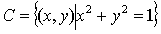 C = {(x, y)|x² + y² = 1}